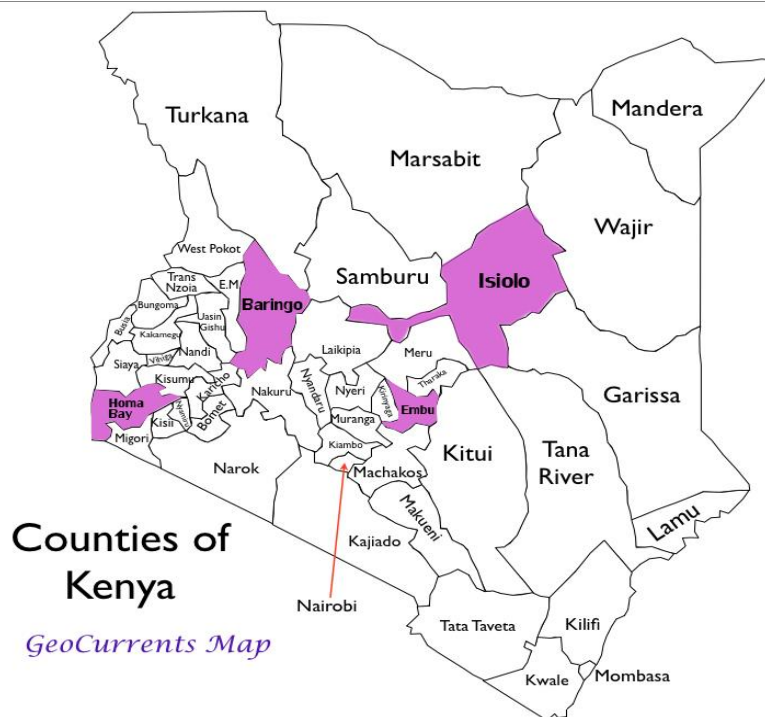 Turkana
Mandera
Marsabit
Wajir
West Pokot
Samburu
Isiolo
Trans
Nzoia
E.M
Baringo
Bungoma
Busia
Uasin
Gishu
Kakamegu
Vihiga
Nandi
Laikipia
Meru
Siaya
Kisumu
Kericho
Tharaka
Nakuru
Nyandaru
Nyeri
Kirinyaga
Garissa
Homa
Bay
Nyamira
Embu
Kisii
Bomet
Muranga
Migori
Kiambo
Kitui
Tana
River
Narok
Machakos
Makueni
Lamu
Counties of
Kenya
Kajiado
Nairobi
GeoCurrents Map
Tata Taveta
Kilifi
Kwale
Mombasa